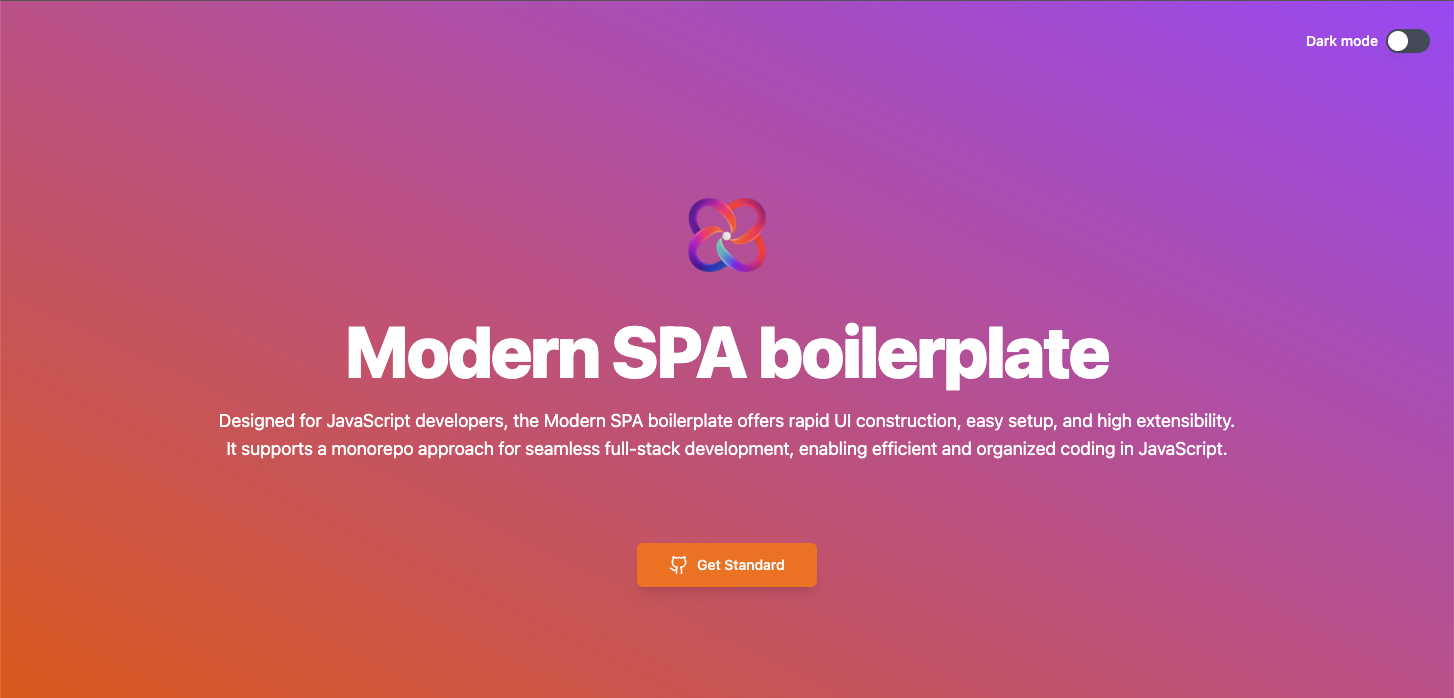 Dark mode
Modern SPA boilerplate
Designed for JavaScript developers, the Modern SPA boilerplate offers rapid UI construction, easy setup, and high extensibility.
It supports a monorepo approach for seamless full-stack development, enabling efficient and organized coding in JavaScript.
Get Standard